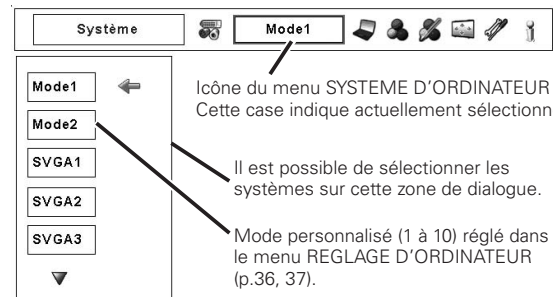 Système
Mode1
Mode1
Mode2
SVGA1
SVGA2
SVGA3
Icône du menu SYSTEME D'ORDINATEUR
Cette case indique actuellement
Il est possible de sélectionner les
systèmes sur cette zone de dialogue.
Mode personnalisé (1 à 10) réglé dans
le menu REGLAGE D'ORDINATEUR
(p.36, 37).